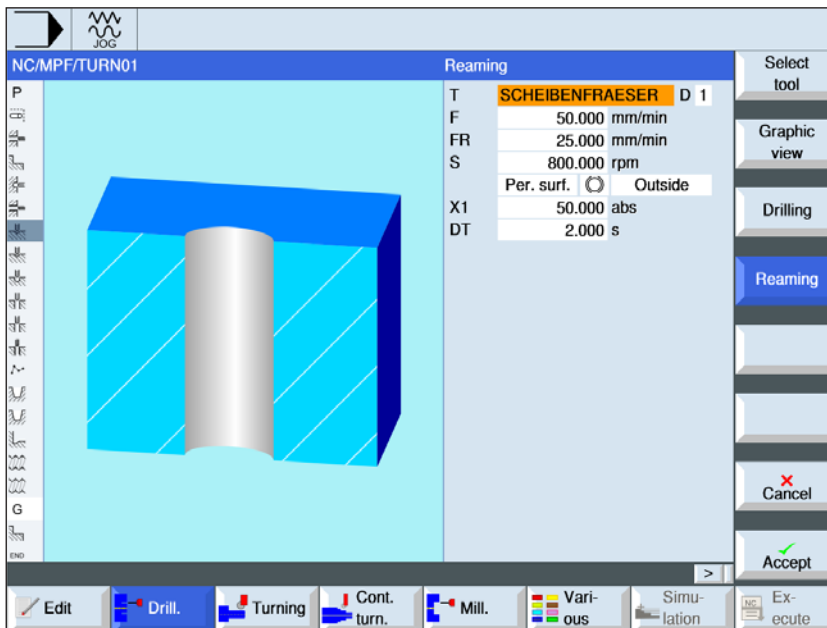 JOG
NC/MPF/TURN01
Reaming
P
T SCHEIBENFRAESER D 1
F 50.000 mm/min
FR 25.000 mm/min
S 800.000 rpm
Per. surf. Outside
X1 50.000 abs
DT 2.000 s
G
END
Select
tool
Graphic
view
Drilling
Reaming
Cancel
Accept
>
Edit
Drill.
Turning
Cont.
turn.
Mill.
Vari-
ous
Simu-
lation
NC
Ex-
ecute